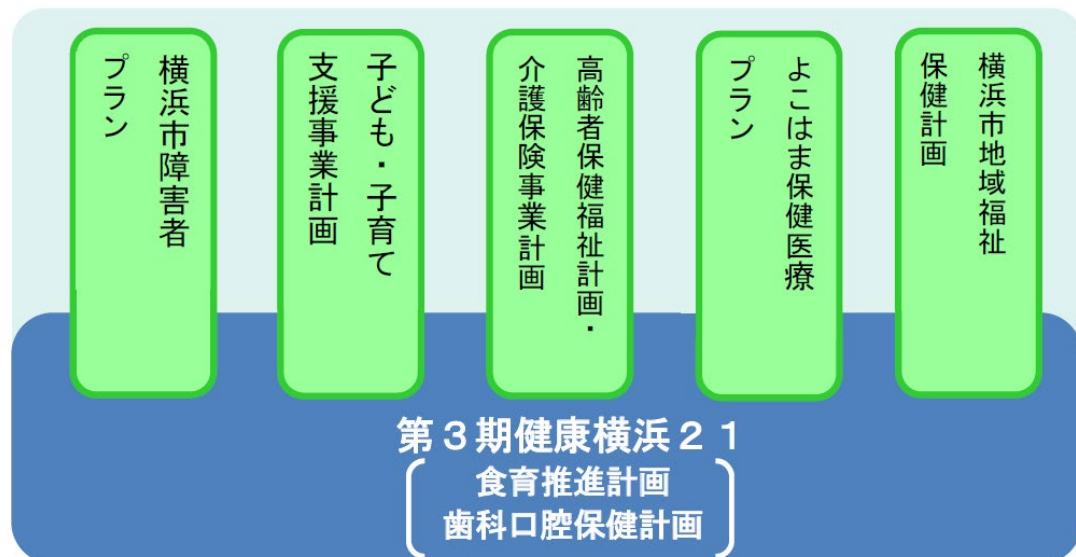 横浜市障害者
プラン
子ども・子育て
支援事業計画
高齢者保健福祉計画・
介護保険事業計画
よこはま保健医療
プラン
横浜市地域福祉
保健計画
第３期健康横浜２１
食育推進計画
歯科口腔保健計画